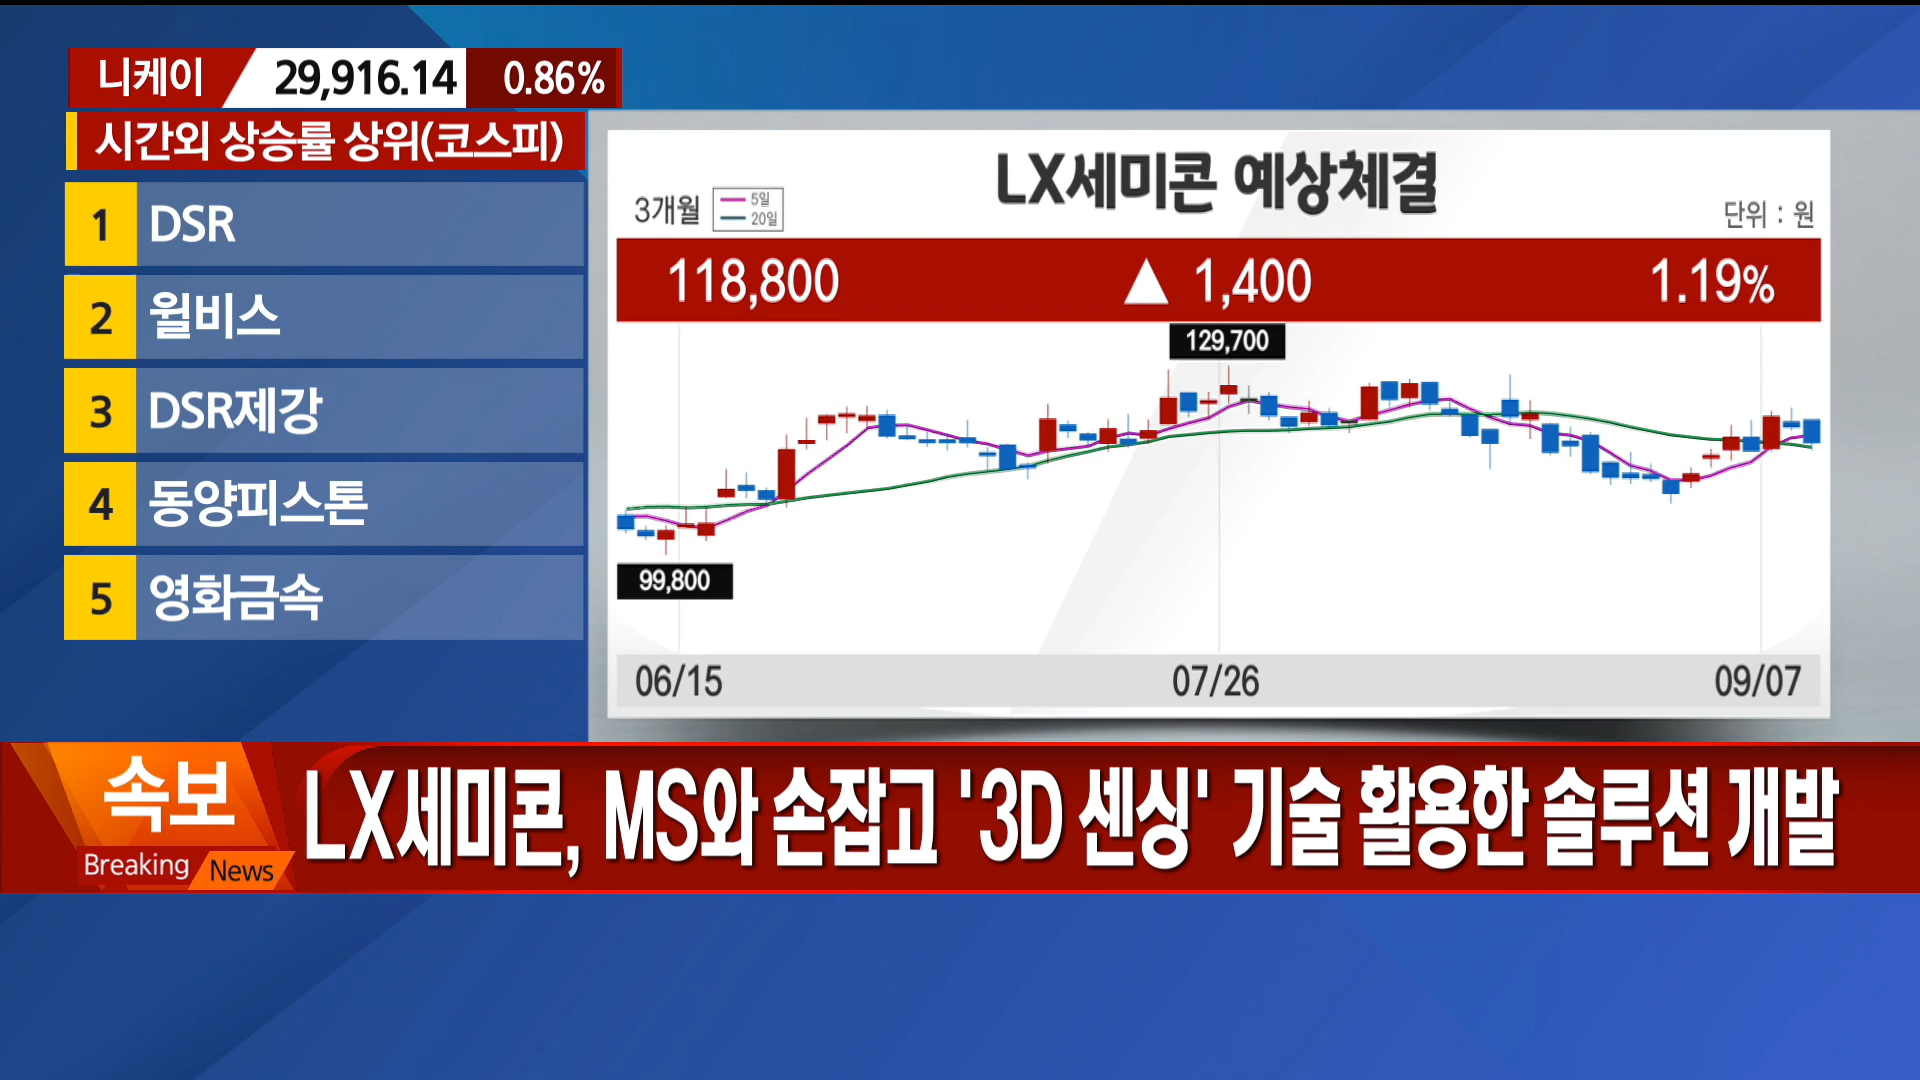 니케이 29,916.14 0.86%
시간외 상승률 상위(코스피)
1 DSR
2 윌비스
3 DSR제강
4 동양피스톤
5 영화금속
LX세미콘 예상체결
3개월
5일
20일
단위 : 원
118,800 ▲ 1,400 1.19%
129,700
99,800
06/15 07/26 09/07
속보
Breaking News
LX세미콘, MS와 손잡고 '3D 센싱' 기술 활용한 솔루션 개발